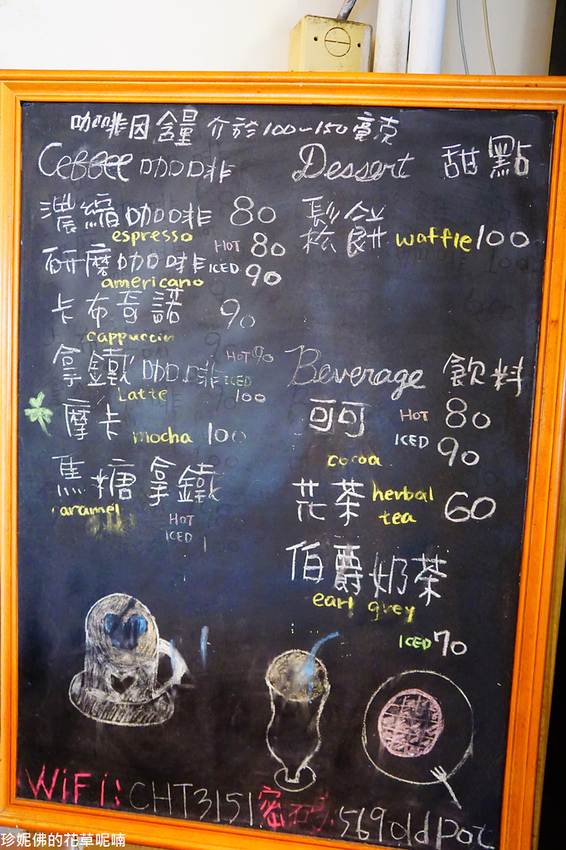 咖啡因含量 介於100~150毫克
Coffee 咖啡
濃縮咖啡 80
espresso
研磨咖啡 HOT 80
ICED 90
americano
卡布奇諾 90
cappuccin
拿鐵咖啡 HOT 90
ICED 100
Latte
摩卡 mocha 100
焦糖拿鐵
caramel
HOT
ICED
Dessert 甜點
鬆餅 waffle 100
Beverage 飲料
可可 HOT 80
ICED 90
cocoa
花茶 herbal tea 60
伯爵奶茶
earl grey
ICED 70
WiFi: CHT3151 密碼: 569oldpot
珍妮佛的花草呢喃